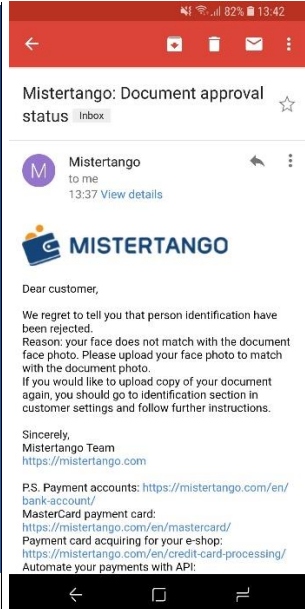 82% 13:42
Mistertango: Document approval
status Inbox
M
Mistertango
to me
13:37 View details
MISTERTANGO
Dear customer,
We regret to tell you that person identification have
been rejected.
Reason: your face does not match with the document
face photo. Please upload your face photo to match
with the document photo.
If you would like to upload copy of your document
again, you should go to identification section in
customer settings and follow further instructions.
Sincerely,
Mistertango Team
https://mistertango.com
P.S. Payment accounts: https://mistertango.com/en/
bank-account/
MasterCard payment card:
https://mistertango.com/en/mastercard/
Payment card acquiring for your e-shop:
https://mistertango.com/en/credit-card-processing/
Automate your payments with API: